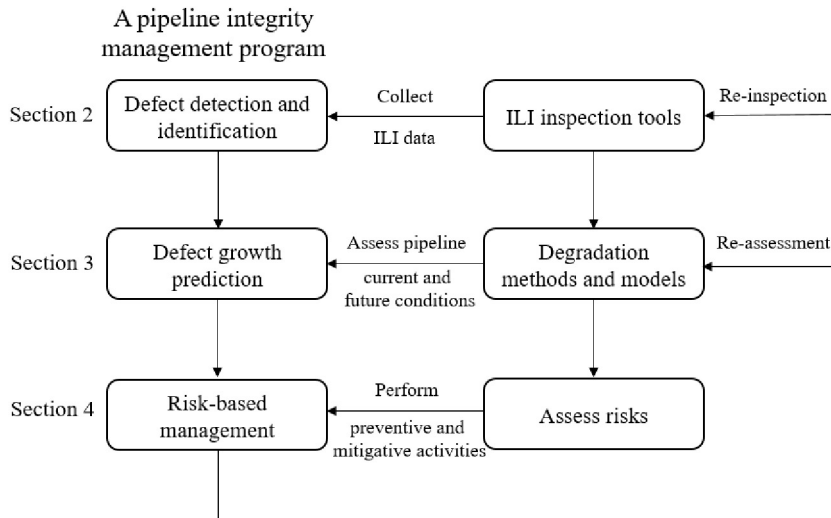 A pipeline integrity
management program
Section 2
Defect detection and
identification
Collect
ILI data
ILI inspection tools
Re-inspection
Section 3
Defect growth
prediction
Assess pipeline
current and
future conditions
Degradation
methods and models
Re-assessment
Section 4
Risk-based
management
Perform
preventive and
mitigative activities
Assess risks